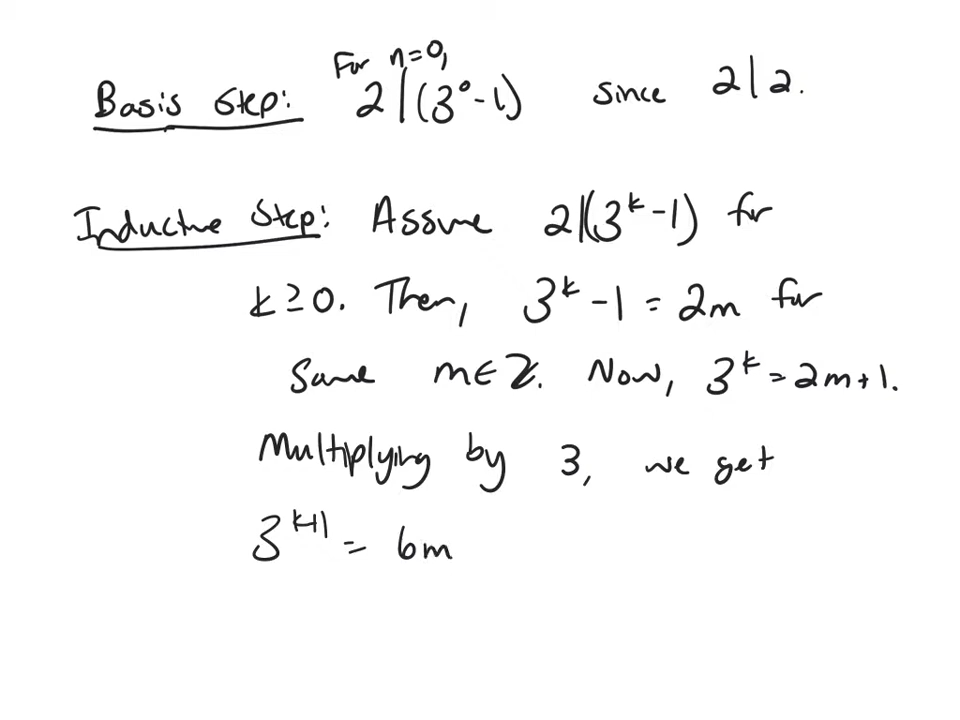 For n=0,
Basis Step: 2|(3⁰-1) since 2|2.
Inductive Step: Assume 2|(3ᵏ-1) for
k≥0. Then, 3ᵏ-1=2m for
some m∈ℤ. Now, 3ᵏ=2m+1.
Multiplying by 3, we get
3ᵏ⁺¹ = 6m